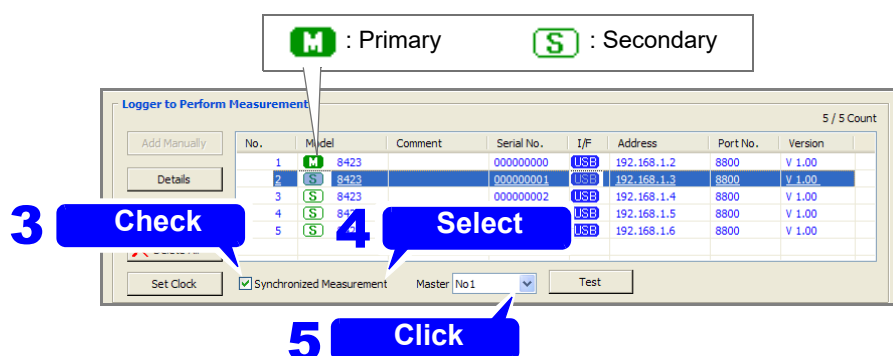 M : Primary S : Secondary
Logger to Perform Measurement
5 / 5 Count
Add Manually
No. Model Comment Serial No. I/F Address Port No. Version
1 M 8423 000000000 USB 192.168.1.2 8800 V 1.00
Details
2 S 8423 000000001 USB 192.168.1.3 8800 V 1.00
3 S 8423 000000002 USB 192.168.1.4 8800 V 1.00
4 S USB 192.168.1.5 8800 V 1.00
5 S USB 192.168.1.6 8800 V 1.00
3 Check
4 Select
Set Clock Synchronized Measurement Master No1 Test
5 Click